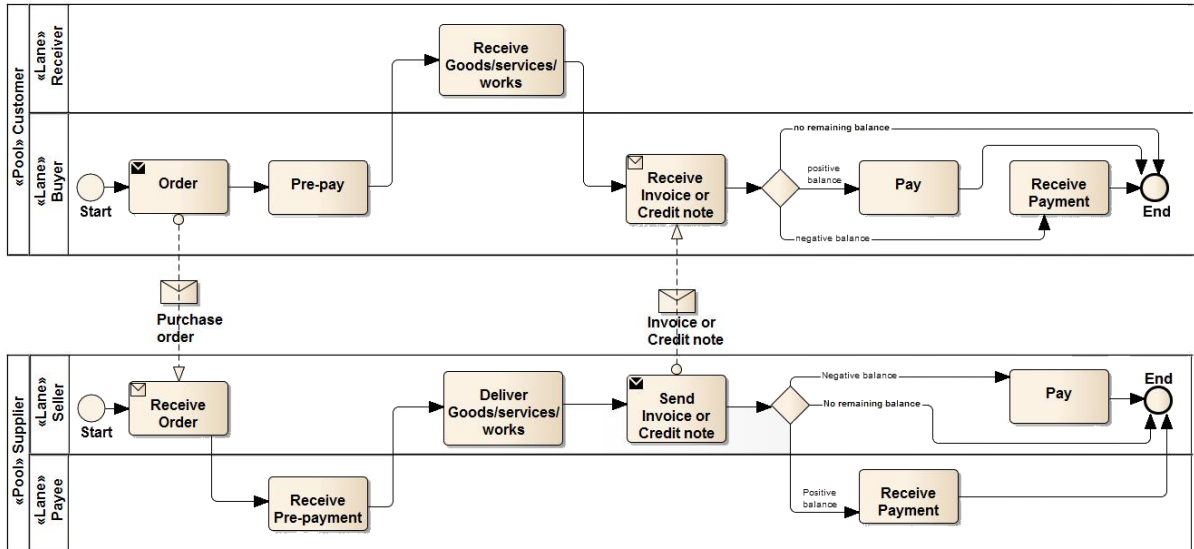 «Pool» Customer
«Lane»
Receiver
Receive
Goods/services/
works
«Lane»
Buyer
Start
Order
Pre-pay
Receive
Invoice or
Credit note
no remaining balance
positive
balance
negative balance
Pay
Receive
Payment
End
Purchase
order
Invoice or
Credit note
«Pool» Supplier
«Lane»
Seller
Start
Receive
Order
Deliver
Goods/services/
works
Send
Invoice or
Credit note
Negative balance
No remaining balance
Pay
End
«Lane»
Payee
Receive
Pre-payment
Positive
balance
Receive
Payment